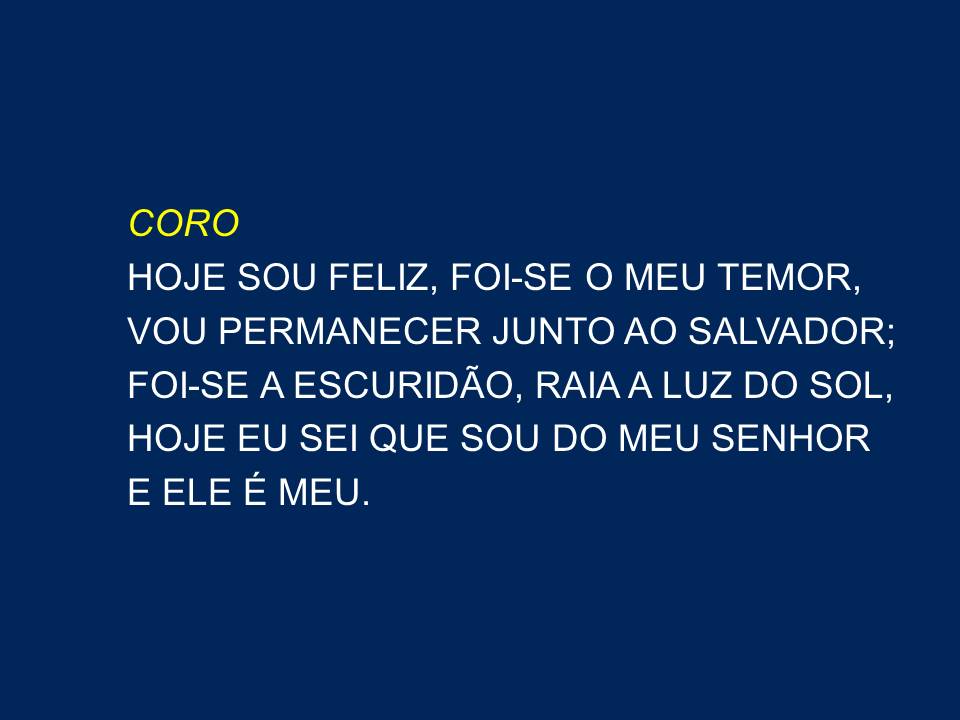 CORO
HOJE SOU FELIZ, FOI-SE O MEU TEMOR,
VOU PERMANECER JUNTO AO SALVADOR;
FOI-SE A ESCURIDÃO, RAIA A LUZ DO SOL,
HOJE EU SEI QUE SOU DO MEU SENHOR
E ELE É MEU.